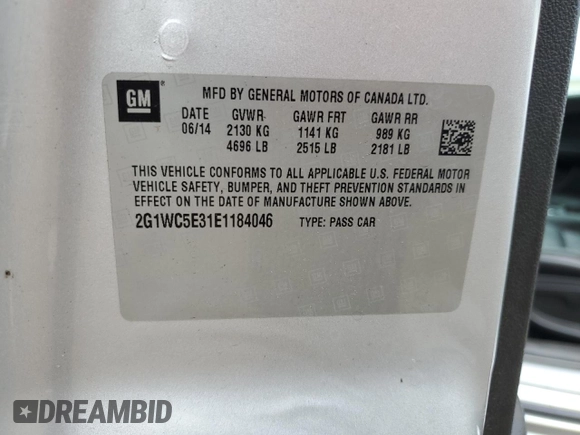 GM
MFD BY GENERAL MOTORS OF CANADA LTD.
DATE GVWR GAWR FRT GAWR RR
06/14 2130 KG 1141 KG 989 KG
4696 LB 2515 LB 2181 LB
THIS VEHICLE CONFORMS TO ALL APPLICABLE U.S. FEDERAL MOTOR
VEHICLE SAFETY, BUMPER, AND THEFT PREVENTION STANDARDS IN
EFFECT ON THE DATE OF MANUFACTURE SHOWN ABOVE.
2G1WC5E31E1184046 TYPE: PASS CAR
DREAMBID